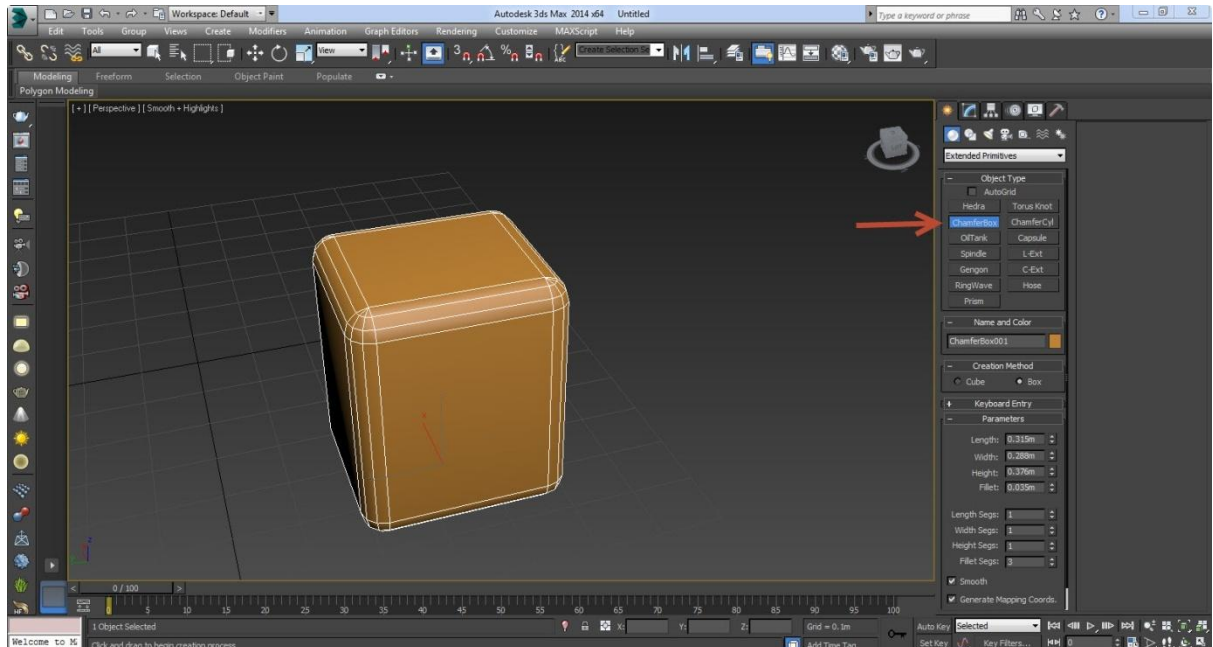 Workspace: Default
Autodesk 3ds Max 2014 x64 Untitled
Type a keyword or phrase
Edit Tools Group Views Create Modifiers Animation Graph Editors Rendering Customize MAXScript Help
All
View
Create Selection Se
Modeling Freeform Selection Object Paint Populate
Polygon Modeling
[ + ] [ Perspective ] [ Smooth + Highlights ]
Extended Primitives
Object Type
AutoGrid
Hedra Torus Knot
ChamferBox ChamferCyl
OilTank Capsule
Spindle L-Ext
Gengon C-Ext
RingWave Hose
Prism
Name and Color
ChamferBox001
Creation Method
Cube Box
Keyboard Entry
Parameters
Length: 0.315m
Width: 0.288m
Height: 0.376m
Fillet: 0.035m
Length Segs: 1
Width Segs: 1
Height Segs: 1
Fillet Segs: 3
Smooth
Generate Mapping Coords.
z
0 / 100
0 5 10 15 20 25 30 35 40 45 50 55 60 65 70 75 80 85 90 95 100
1 Object Selected
X: Y: Z: Grid = 0.1m
Auto Key Selected
Welcome to M
Click and drag to begin creation process
Add Time Tag
Set Key Key Filters... 0